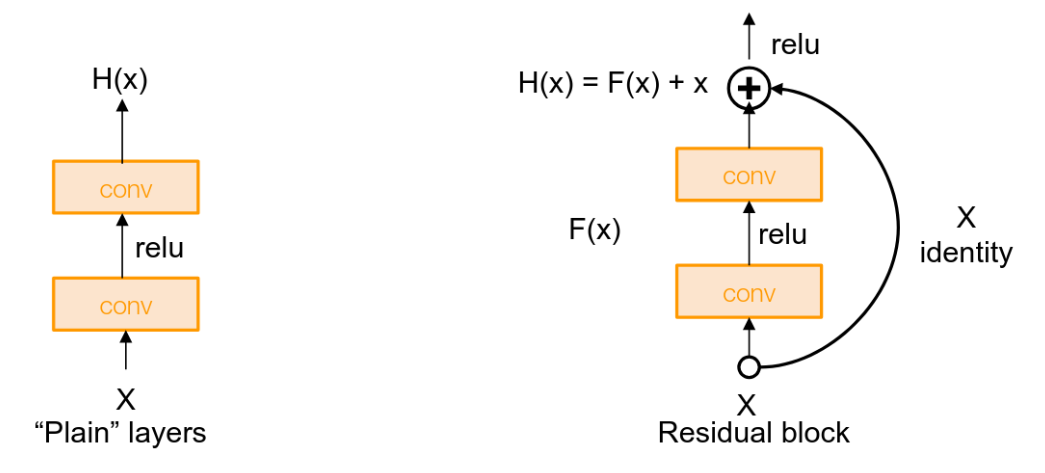 H(x)
conv
relu
conv
X
“Plain” layers
relu
H(x) = F(x) + x
conv
F(x)
relu
X
identity
conv
X
Residual block